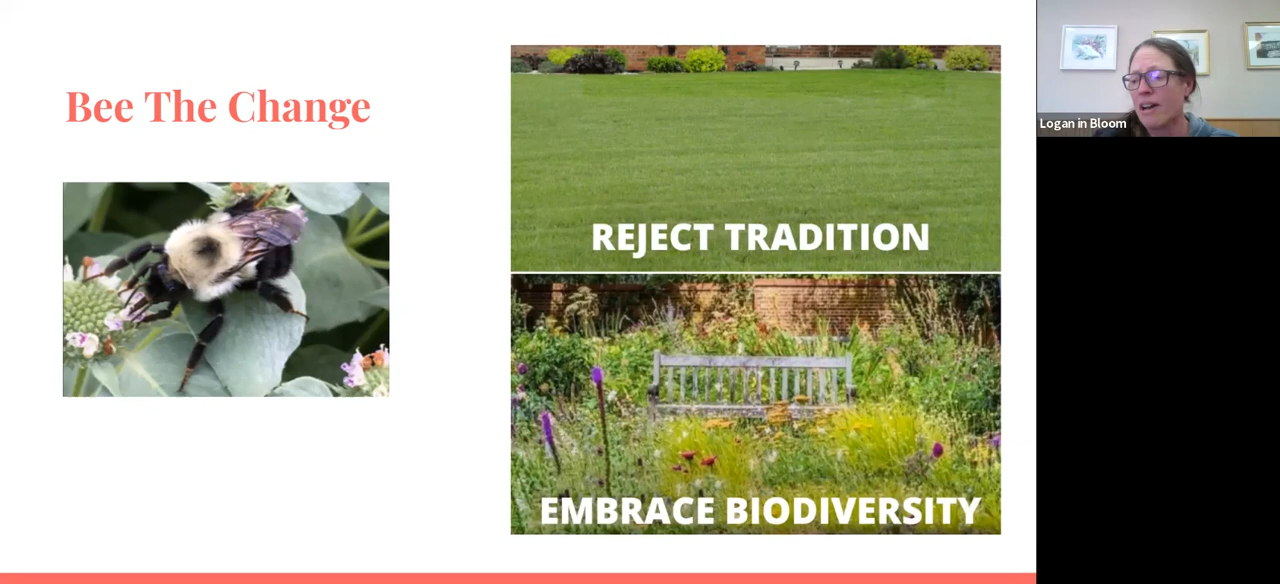 Bee The Change
REJECT TRADITION
EMBRACE BIODIVERSITY
Logan in Bloom